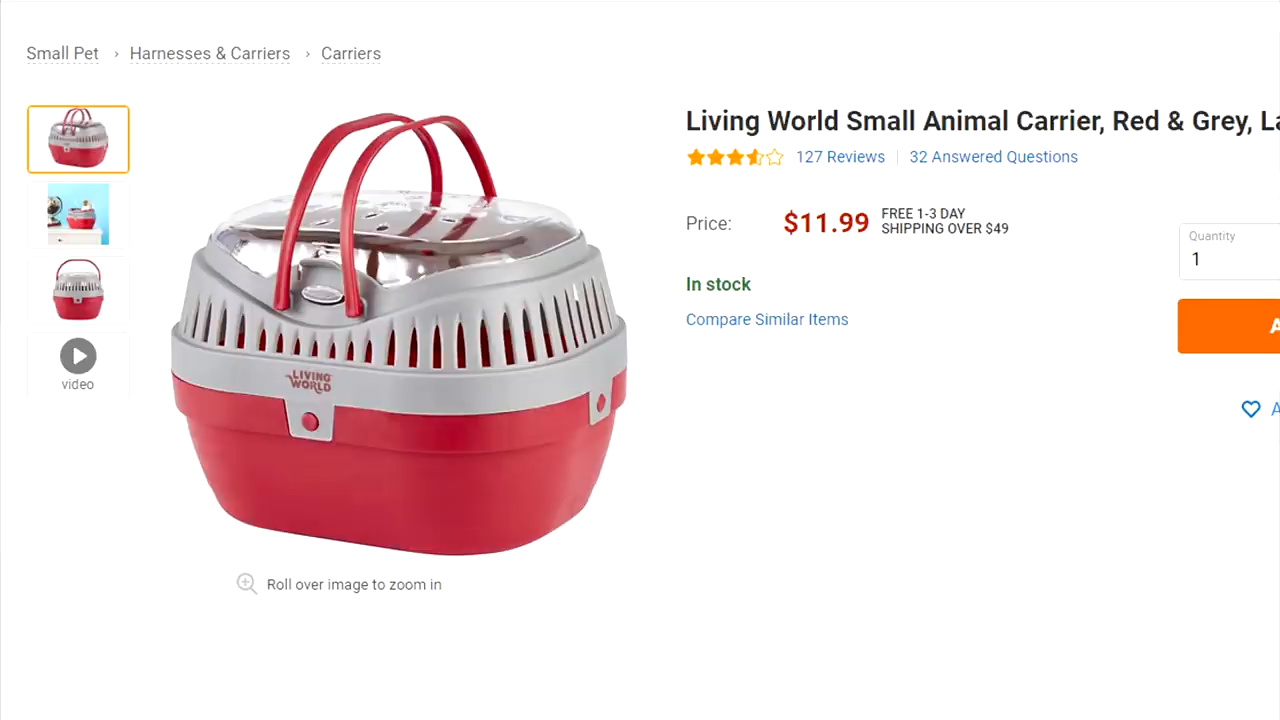 Small Pet › Harnesses & Carriers › Carriers
Living World Small Animal Carrier, Red & Grey, La
127 Reviews | 32 Answered Questions
Price: $11.99 FREE 1-3 DAY
SHIPPING OVER $49
Quantity
1
In stock
A
Compare Similar Items
video
LIVING
WORLD
A
Roll over image to zoom in